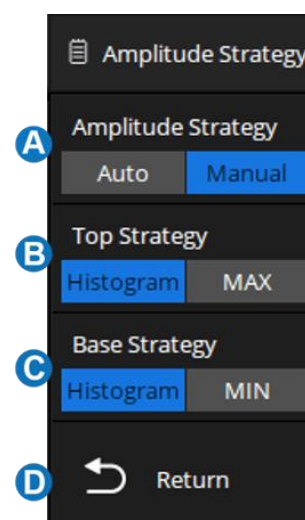 Amplitude Strategy
A
Amplitude Strategy
Auto Manual
B
Top Strategy
Histogram MAX
C
Base Strategy
Histogram MIN
D
Return